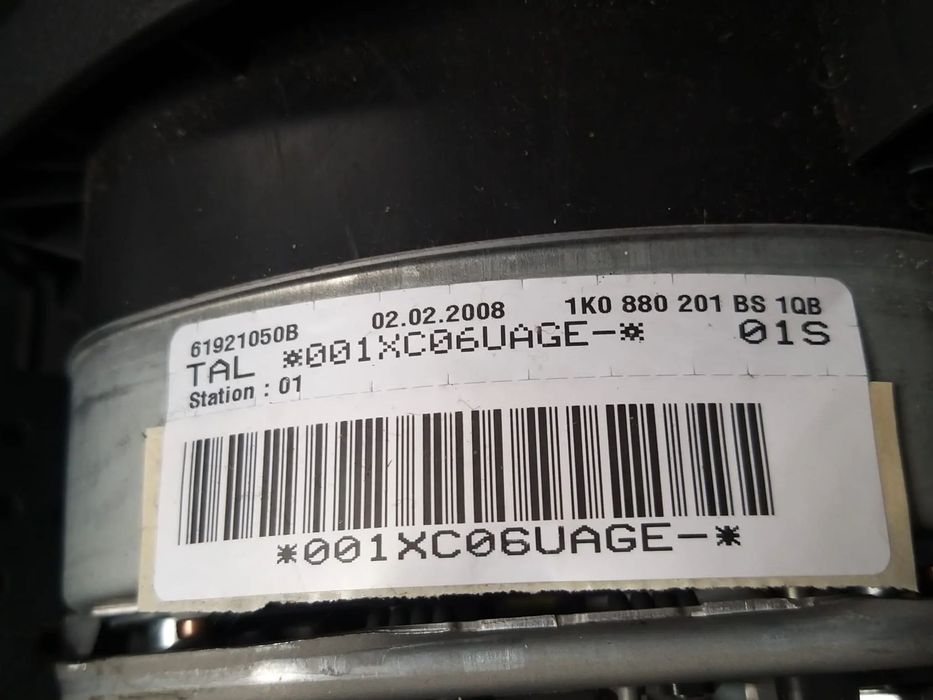 61921050B 02.02.2008 1K0 880 201 BS 1QB
TAL *001XC06UAGE-* 01S
Station : 01
*001XC06UAGE-*